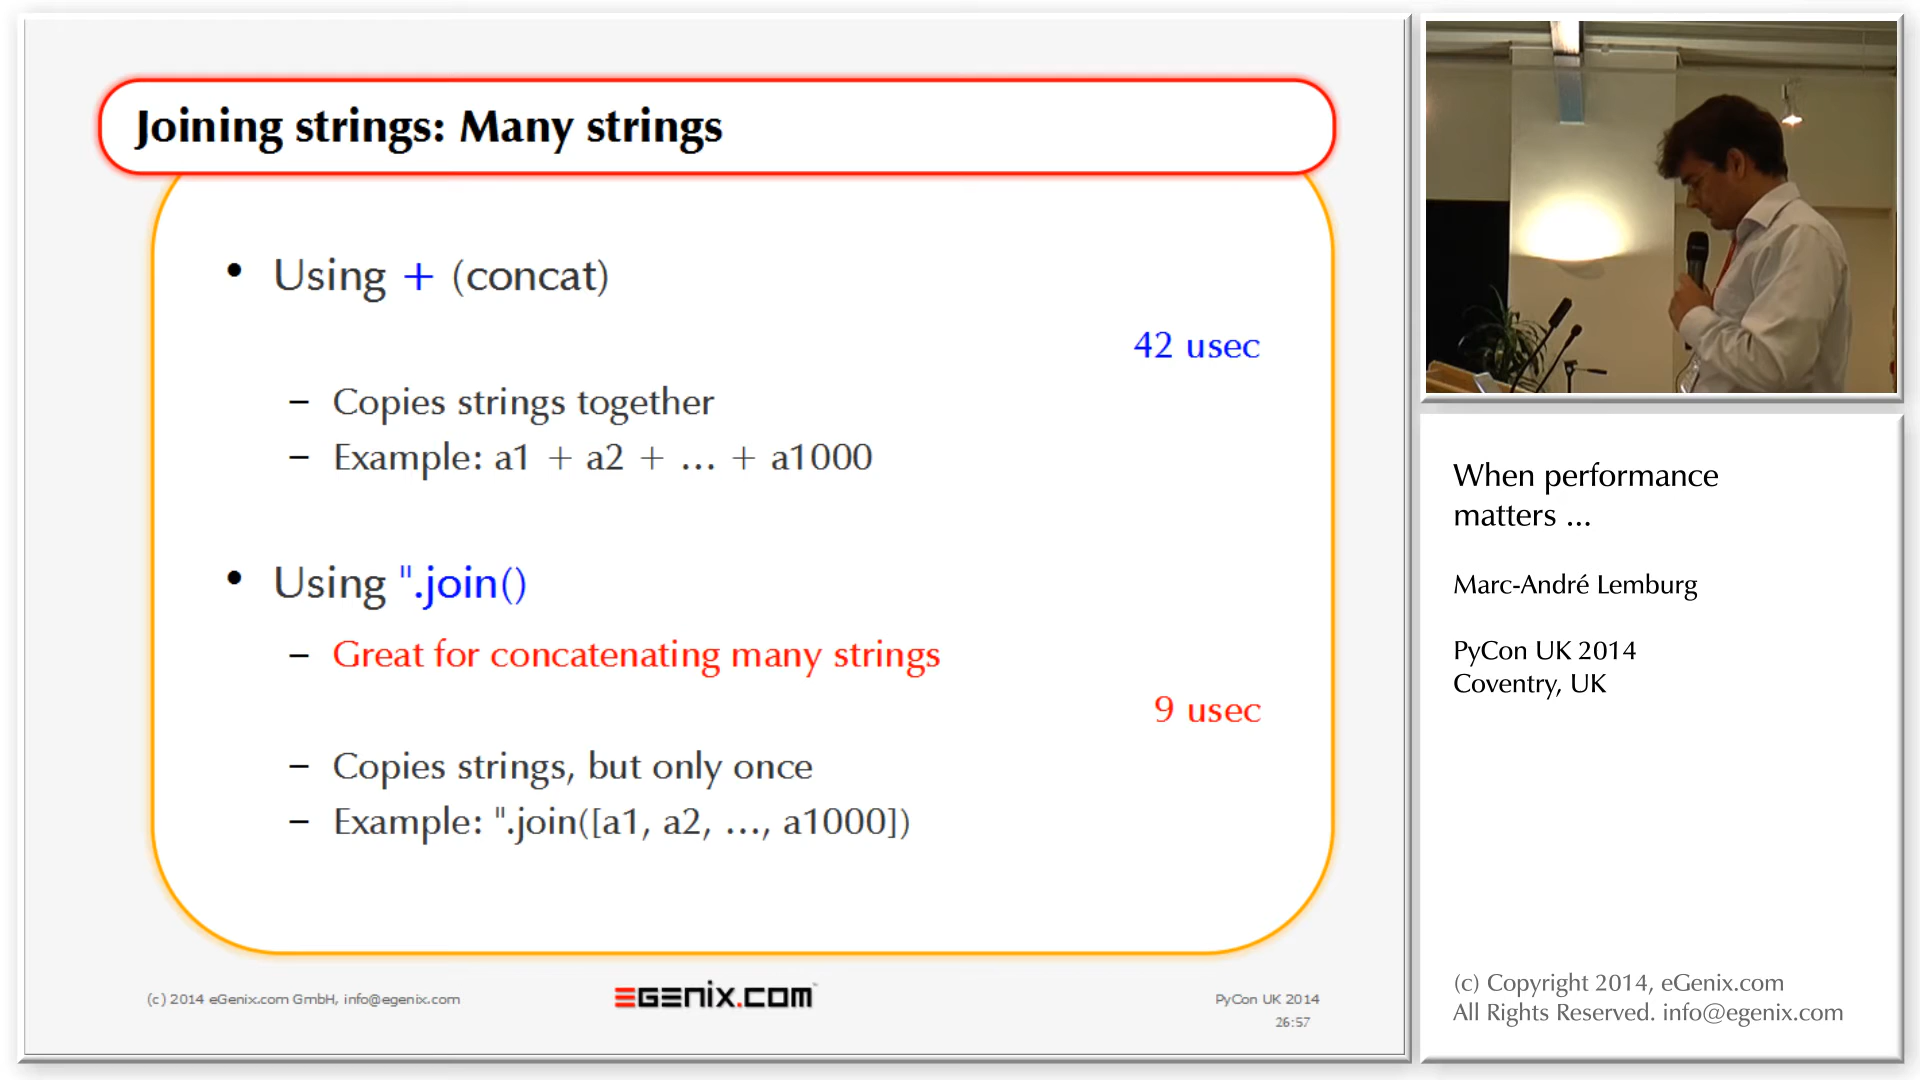 Joining strings: Many strings
• Using + (concat)
42 usec
– Copies strings together
– Example: a1 + a2 + ... + a1000
• Using ''.join()
– Great for concatenating many strings
9 usec
– Copies strings, but only once
– Example: ''.join([a1, a2, ..., a1000])
(c) 2014 eGenix.com GmbH, info@egenix.com
EGENIX.COM
PyCon UK 2014
26:57
When performance
matters ...
Marc-André Lemburg
PyCon UK 2014
Coventry, UK
(c) Copyright 2014, eGenix.com
All Rights Reserved. info@egenix.com